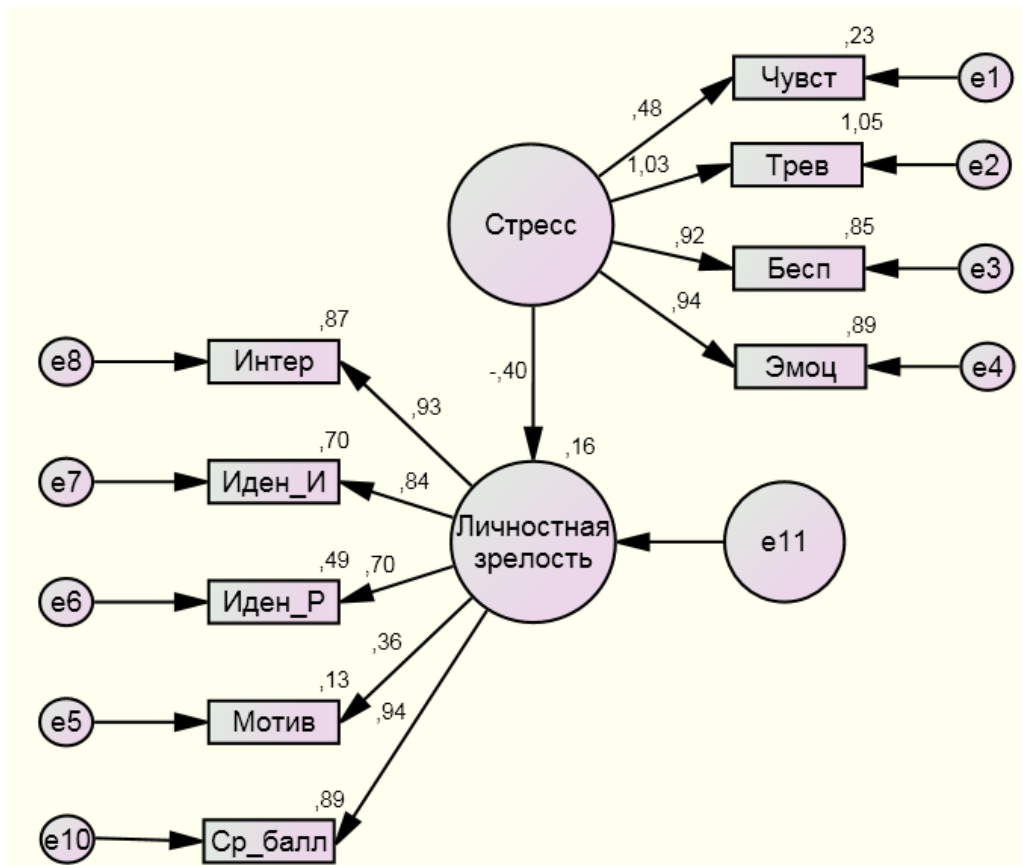 ,23
Чувст
e1
,48
1,05
1,03
Трев
e2
Стресс
,92
,85
Бесп
e3
,94
,89
Эмоц
e4
,87
e8
Интер
-,40
,93
,70
e7
Иден_И
,84
,16
Личностная
зрелость
e11
,49
,70
e6
Иден_Р
,36
,13
e5
Мотив
,94
,89
e10
Ср_балл